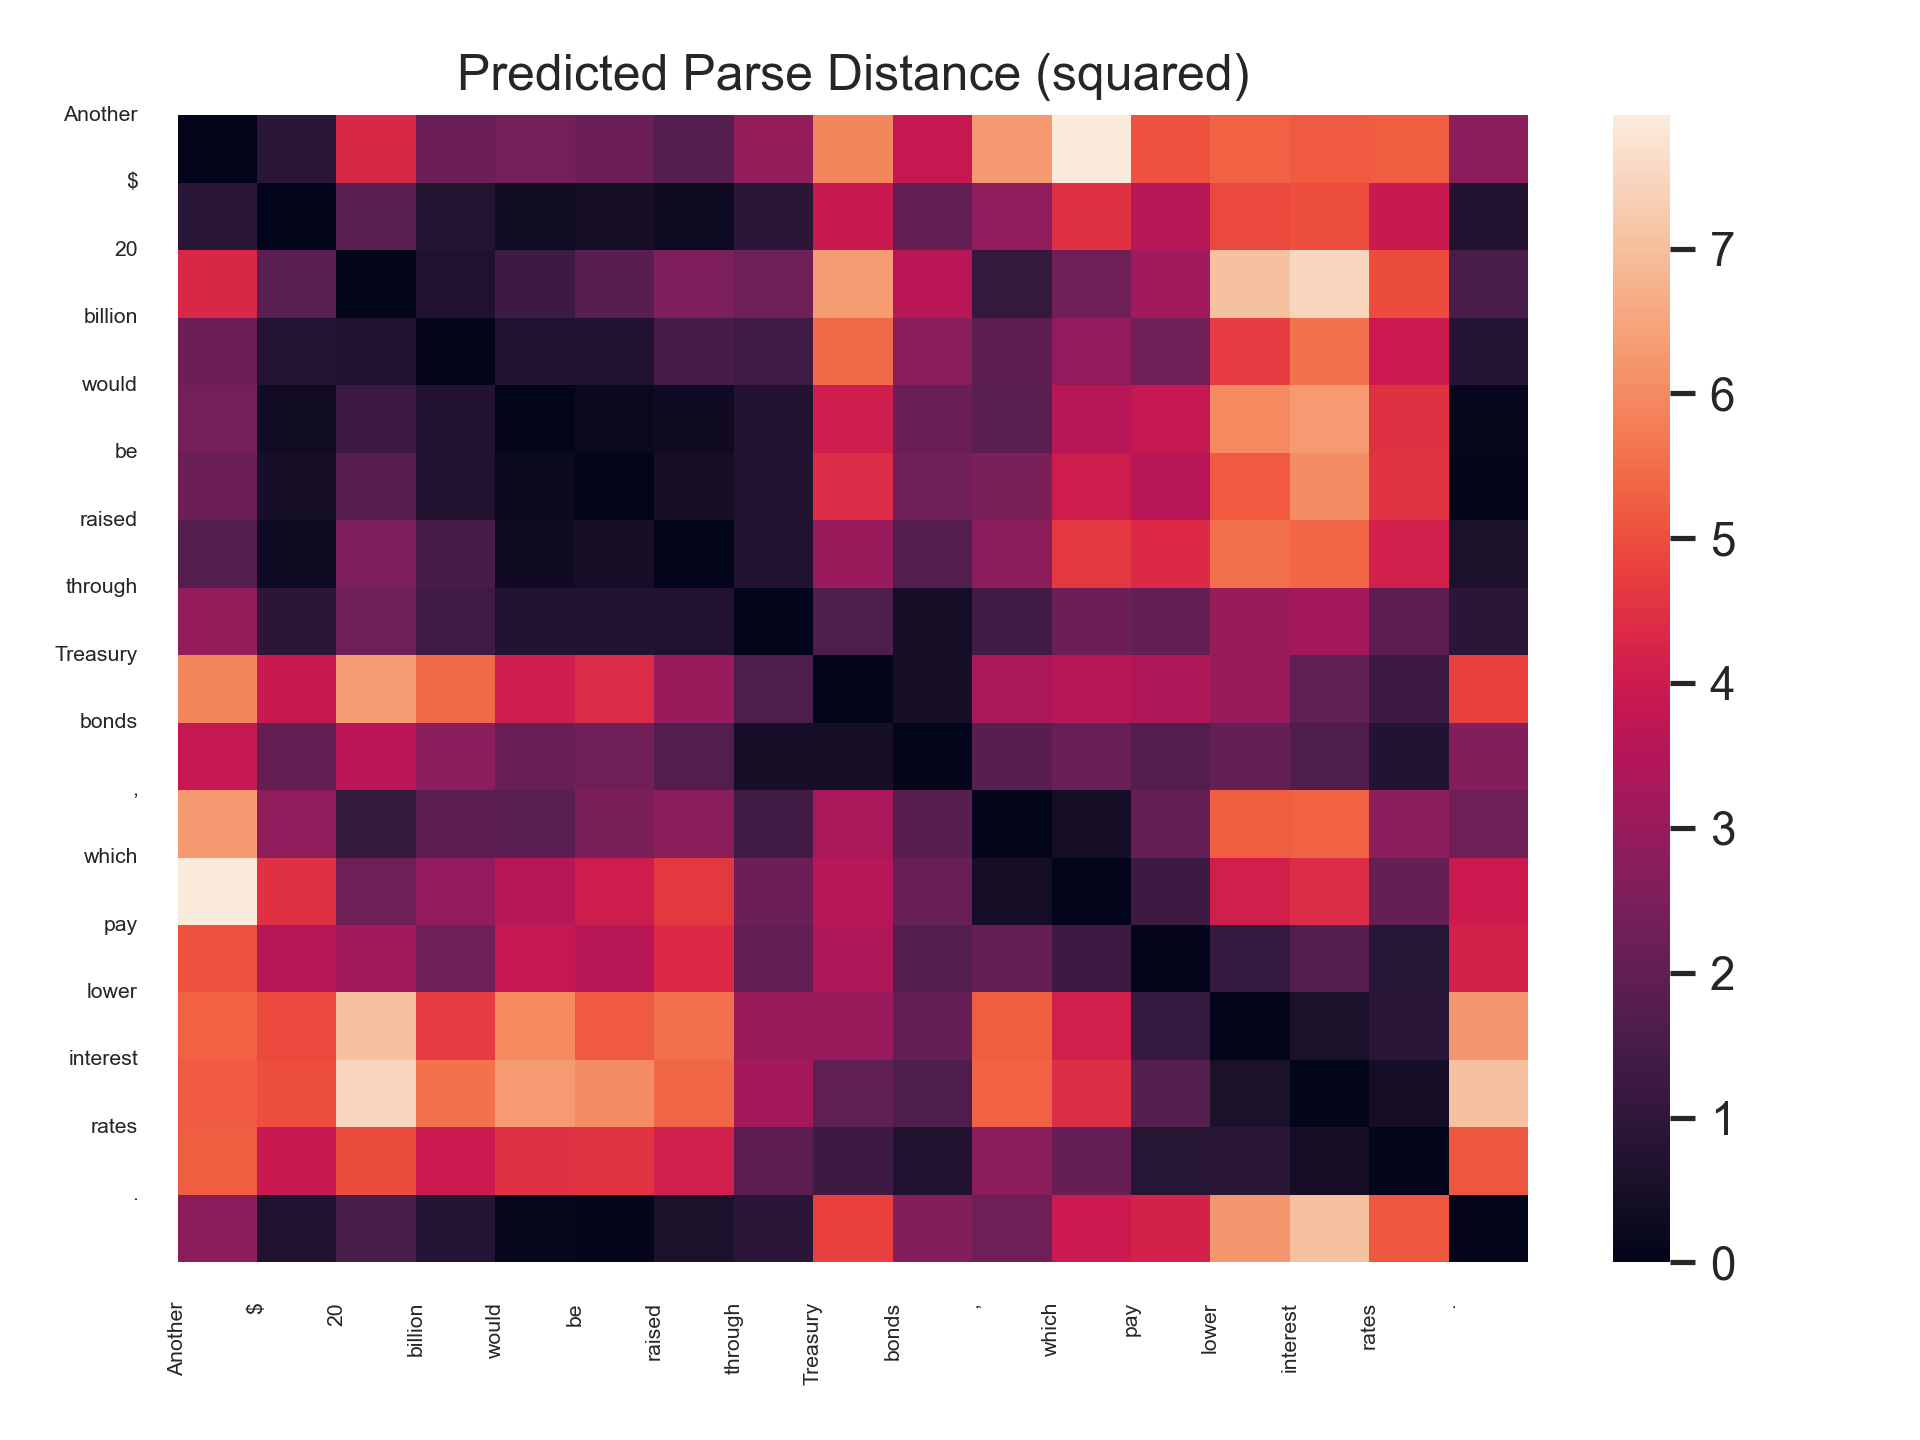 Predicted Parse Distance (squared)
Another
$
20
billion
would
be
raised
through
Treasury
bonds
,
which
pay
lower
interest
rates
.
7
6
5
4
3
2
1
0
Another
$
20
billion
would
be
raised
through
Treasury
bonds
,
which
pay
lower
interest
rates
.